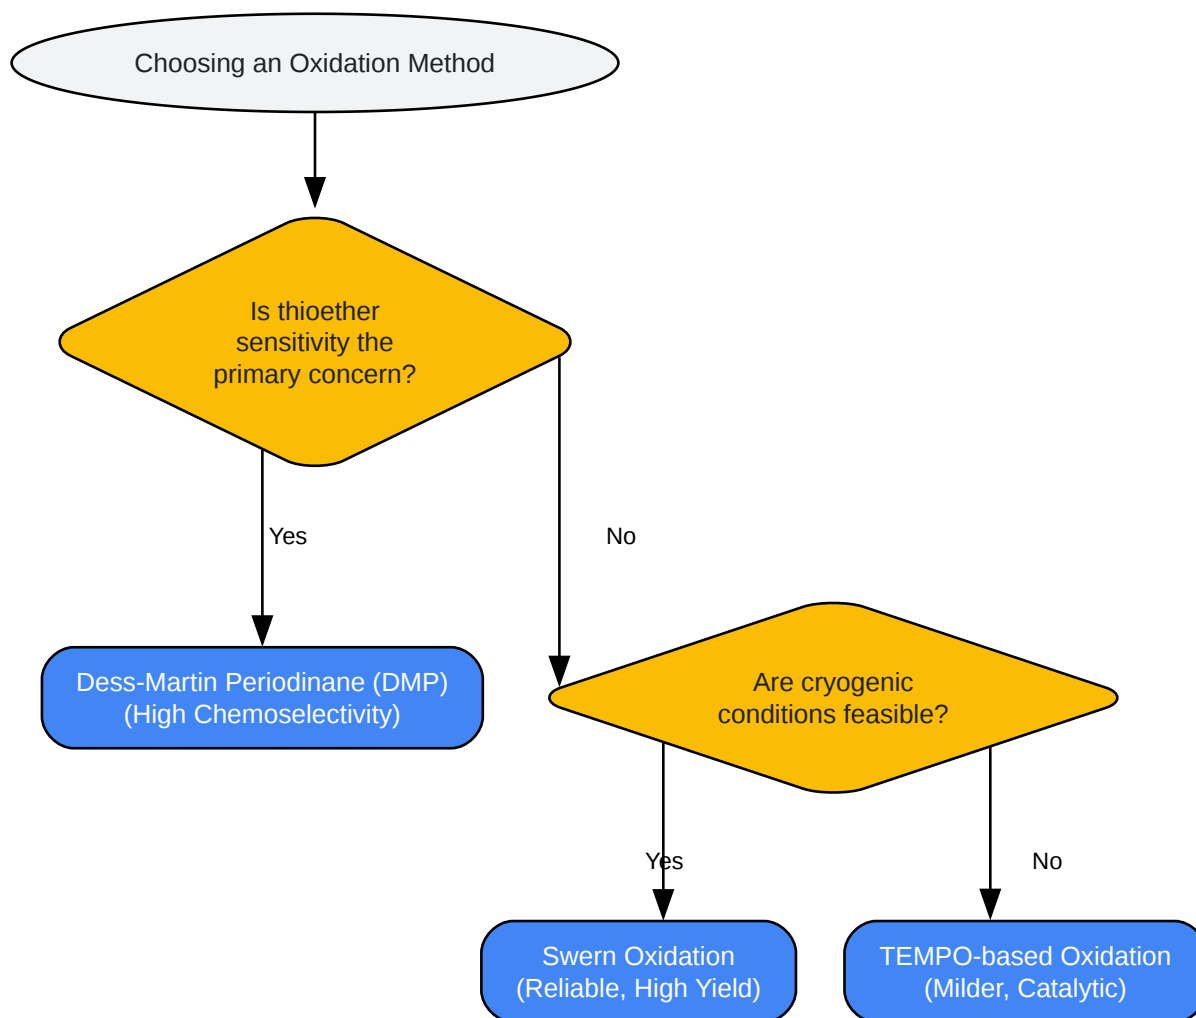 Choosing an Oxidation Method
Is thioether
sensitivity the
primary concern?
Yes
No
Dess-Martin Periodinane (DMP)
(High Chemoselectivity)
Are cryogenic
conditions feasible?
Yes
No
Swern Oxidation
(Reliable, High Yield)
TEMPO-based Oxidation
(Milder, Catalytic)